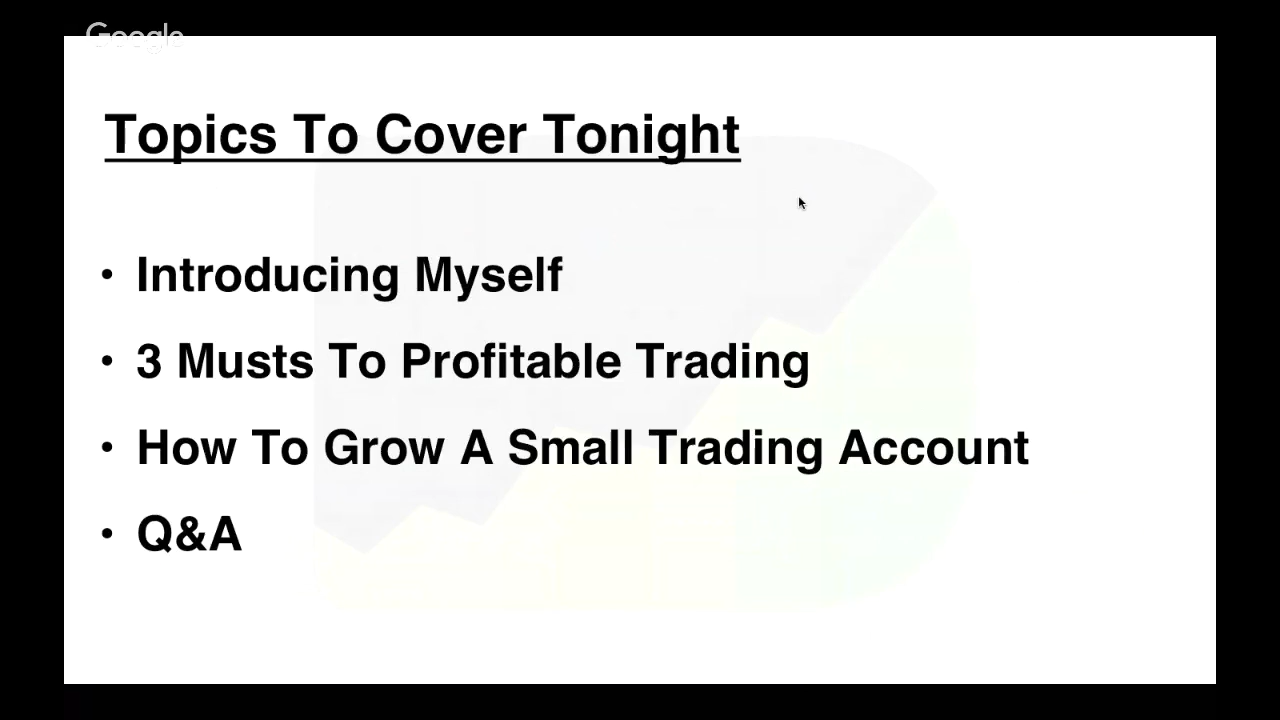 Google
Topics To Cover Tonight
• Introducing Myself
• 3 Musts To Profitable Trading
• How To Grow A Small Trading Account
• Q&A